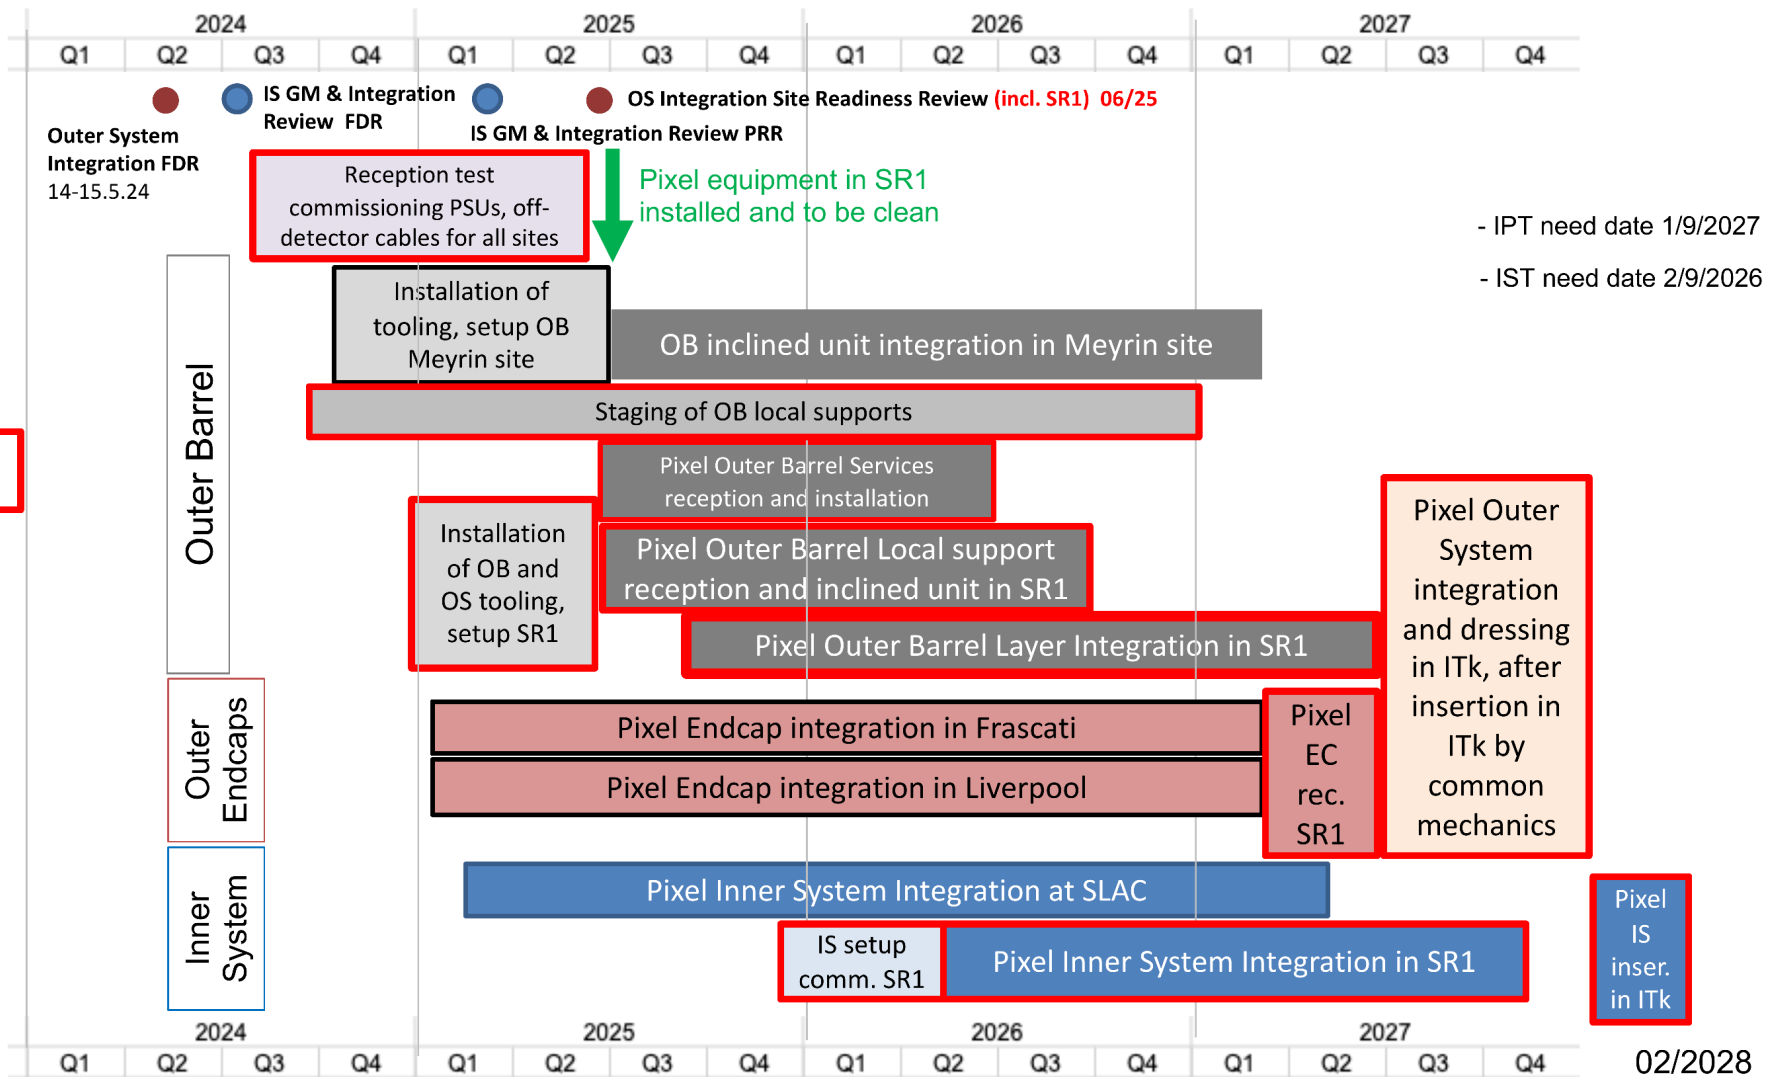 2024 2025 2026 2027
Q1 Q2 Q3 Q4 Q1 Q2 Q3 Q4 Q1 Q2 Q3 Q4 Q1 Q2 Q3 Q4
IS GM & Integration
Review FDR
OS Integration Site Readiness Review (incl. SR1) 06/25
Outer System
Integration FDR
14-15.5.24
IS GM & Integration Review PRR
Reception test
commissioning PSUs, off-
detector cables for all sites
Pixel equipment in SR1
installed and to be clean
- IPT need date 1/9/2027
- IST need date 2/9/2026
Outer Barrel
Installation of
tooling, setup OB
Meyrin site
OB inclined unit integration in Meyrin site
Staging of OB local supports
Pixel Outer Barrel Services
reception and installation
Installation
of OB and
OS tooling,
setup SR1
Pixel Outer Barrel Local support
reception and inclined unit in SR1
Pixel Outer Barrel Layer Integration in SR1
Pixel Outer
System
integration
and dressing
in ITk, after
insertion in
ITk by
common
mechanics
Outer
Endcaps
Pixel Endcap integration in Frascati
Pixel Endcap integration in Liverpool
Pixel
EC
rec.
SR1
Inner
System
Pixel Inner System Integration at SLAC
IS setup
comm. SR1
Pixel Inner System Integration in SR1
Pixel
IS
inser.
in ITk
2024 2025 2026 2027
Q1 Q2 Q3 Q4 Q1 Q2 Q3 Q4 Q1 Q2 Q3 Q4 Q1 Q2 Q3 Q4
02/2028